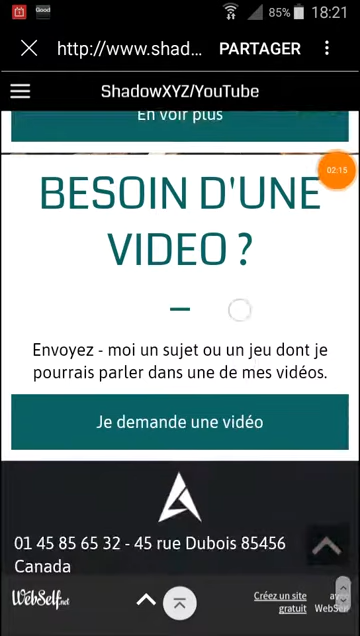 Good
85% 18:21
http://www.shad... PARTAGER
ShadowXYZ/YouTube
En voir plus
02:15
BESOIN D'UNE
VIDEO ?
Envoyez - moi un sujet ou un jeu dont je
pourrais parler dans une de mes vidéos.
Je demande une vidéo
01 45 85 65 32 - 45 rue Dubois 85456
Canada
WebSelf.net
Créez un site
gratuit
WebSelf